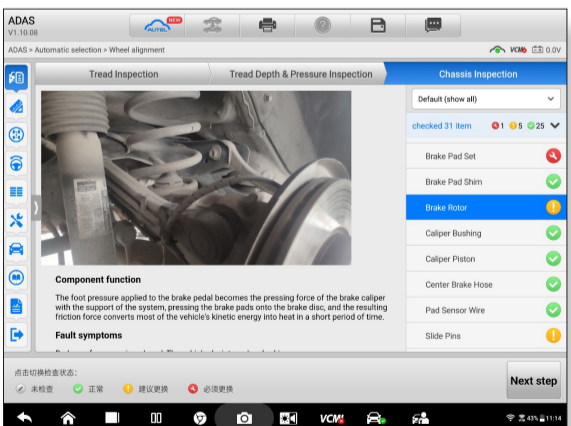 ADAS
V1.10.08
AUTEL
NEW
ADAS > Automatic selection > Wheel alignment
VCMI
0.0V
Tread Inspection
Tread Depth & Pressure Inspection
Chassis Inspection
Default (show all)
checked 31 item 1 5 25
Brake Pad Set
Brake Pad Shim
Brake Rotor
Caliper Bushing
Caliper Piston
Center Brake Hose
Pad Sensor Wire
Slide Pins
Component function
The foot pressure applied to the brake pedal becomes the pressing force of the brake caliper
with the support of the system, pressing the brake pads onto the brake disc, and the resulting
friction force converts most of the vehicle's kinetic energy into heat in a short period of time.
Fault symptoms
点击切换检查状态:
未检查 正常 建议更换 必须更换
Next step
VCMI
43% 11:14